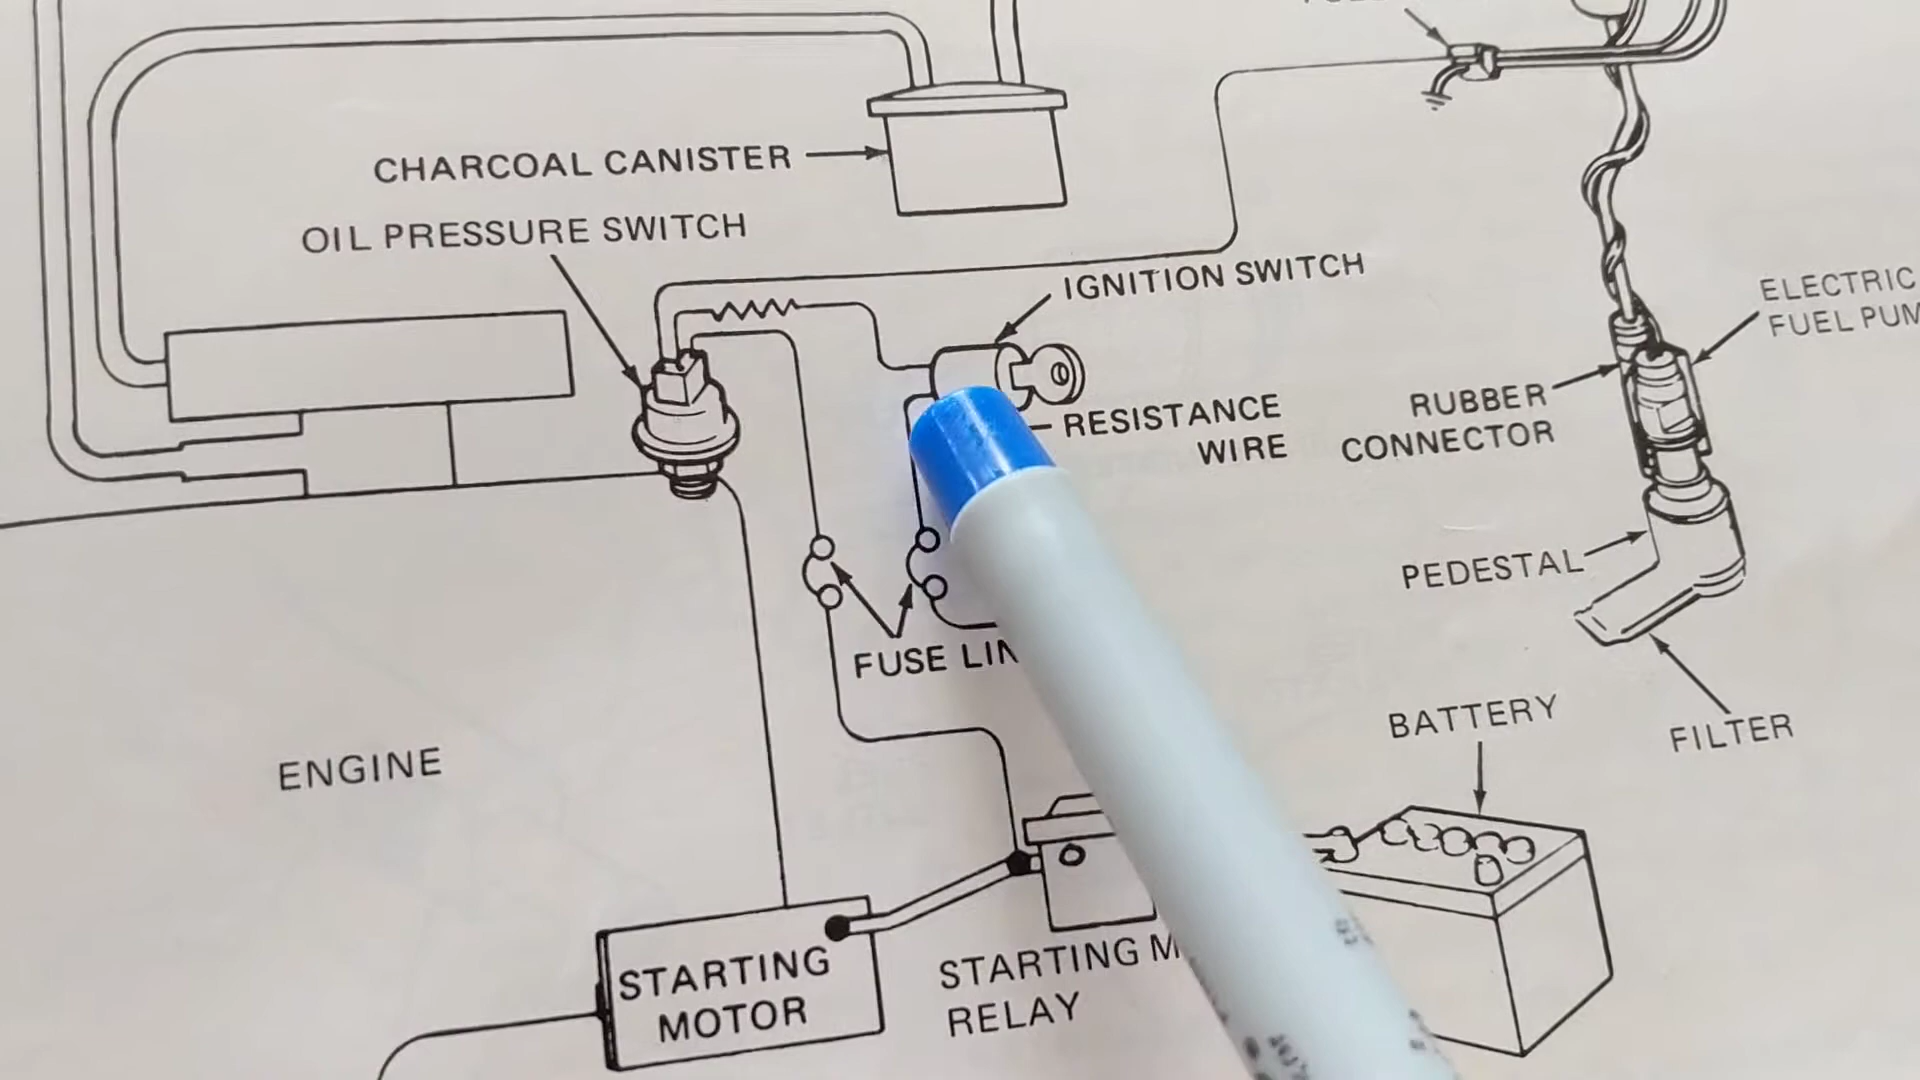 CHARCOAL CANISTER
OIL PRESSURE SWITCH
IGNITION SWITCH
ELECTRIC
FUEL
RESISTANCE
WIRE
RUBBER
CONNECTOR
PEDESTAL
FUSE
BATTERY
FILTER
ENGINE
STARTING
MOTOR
STARTING
RELAY